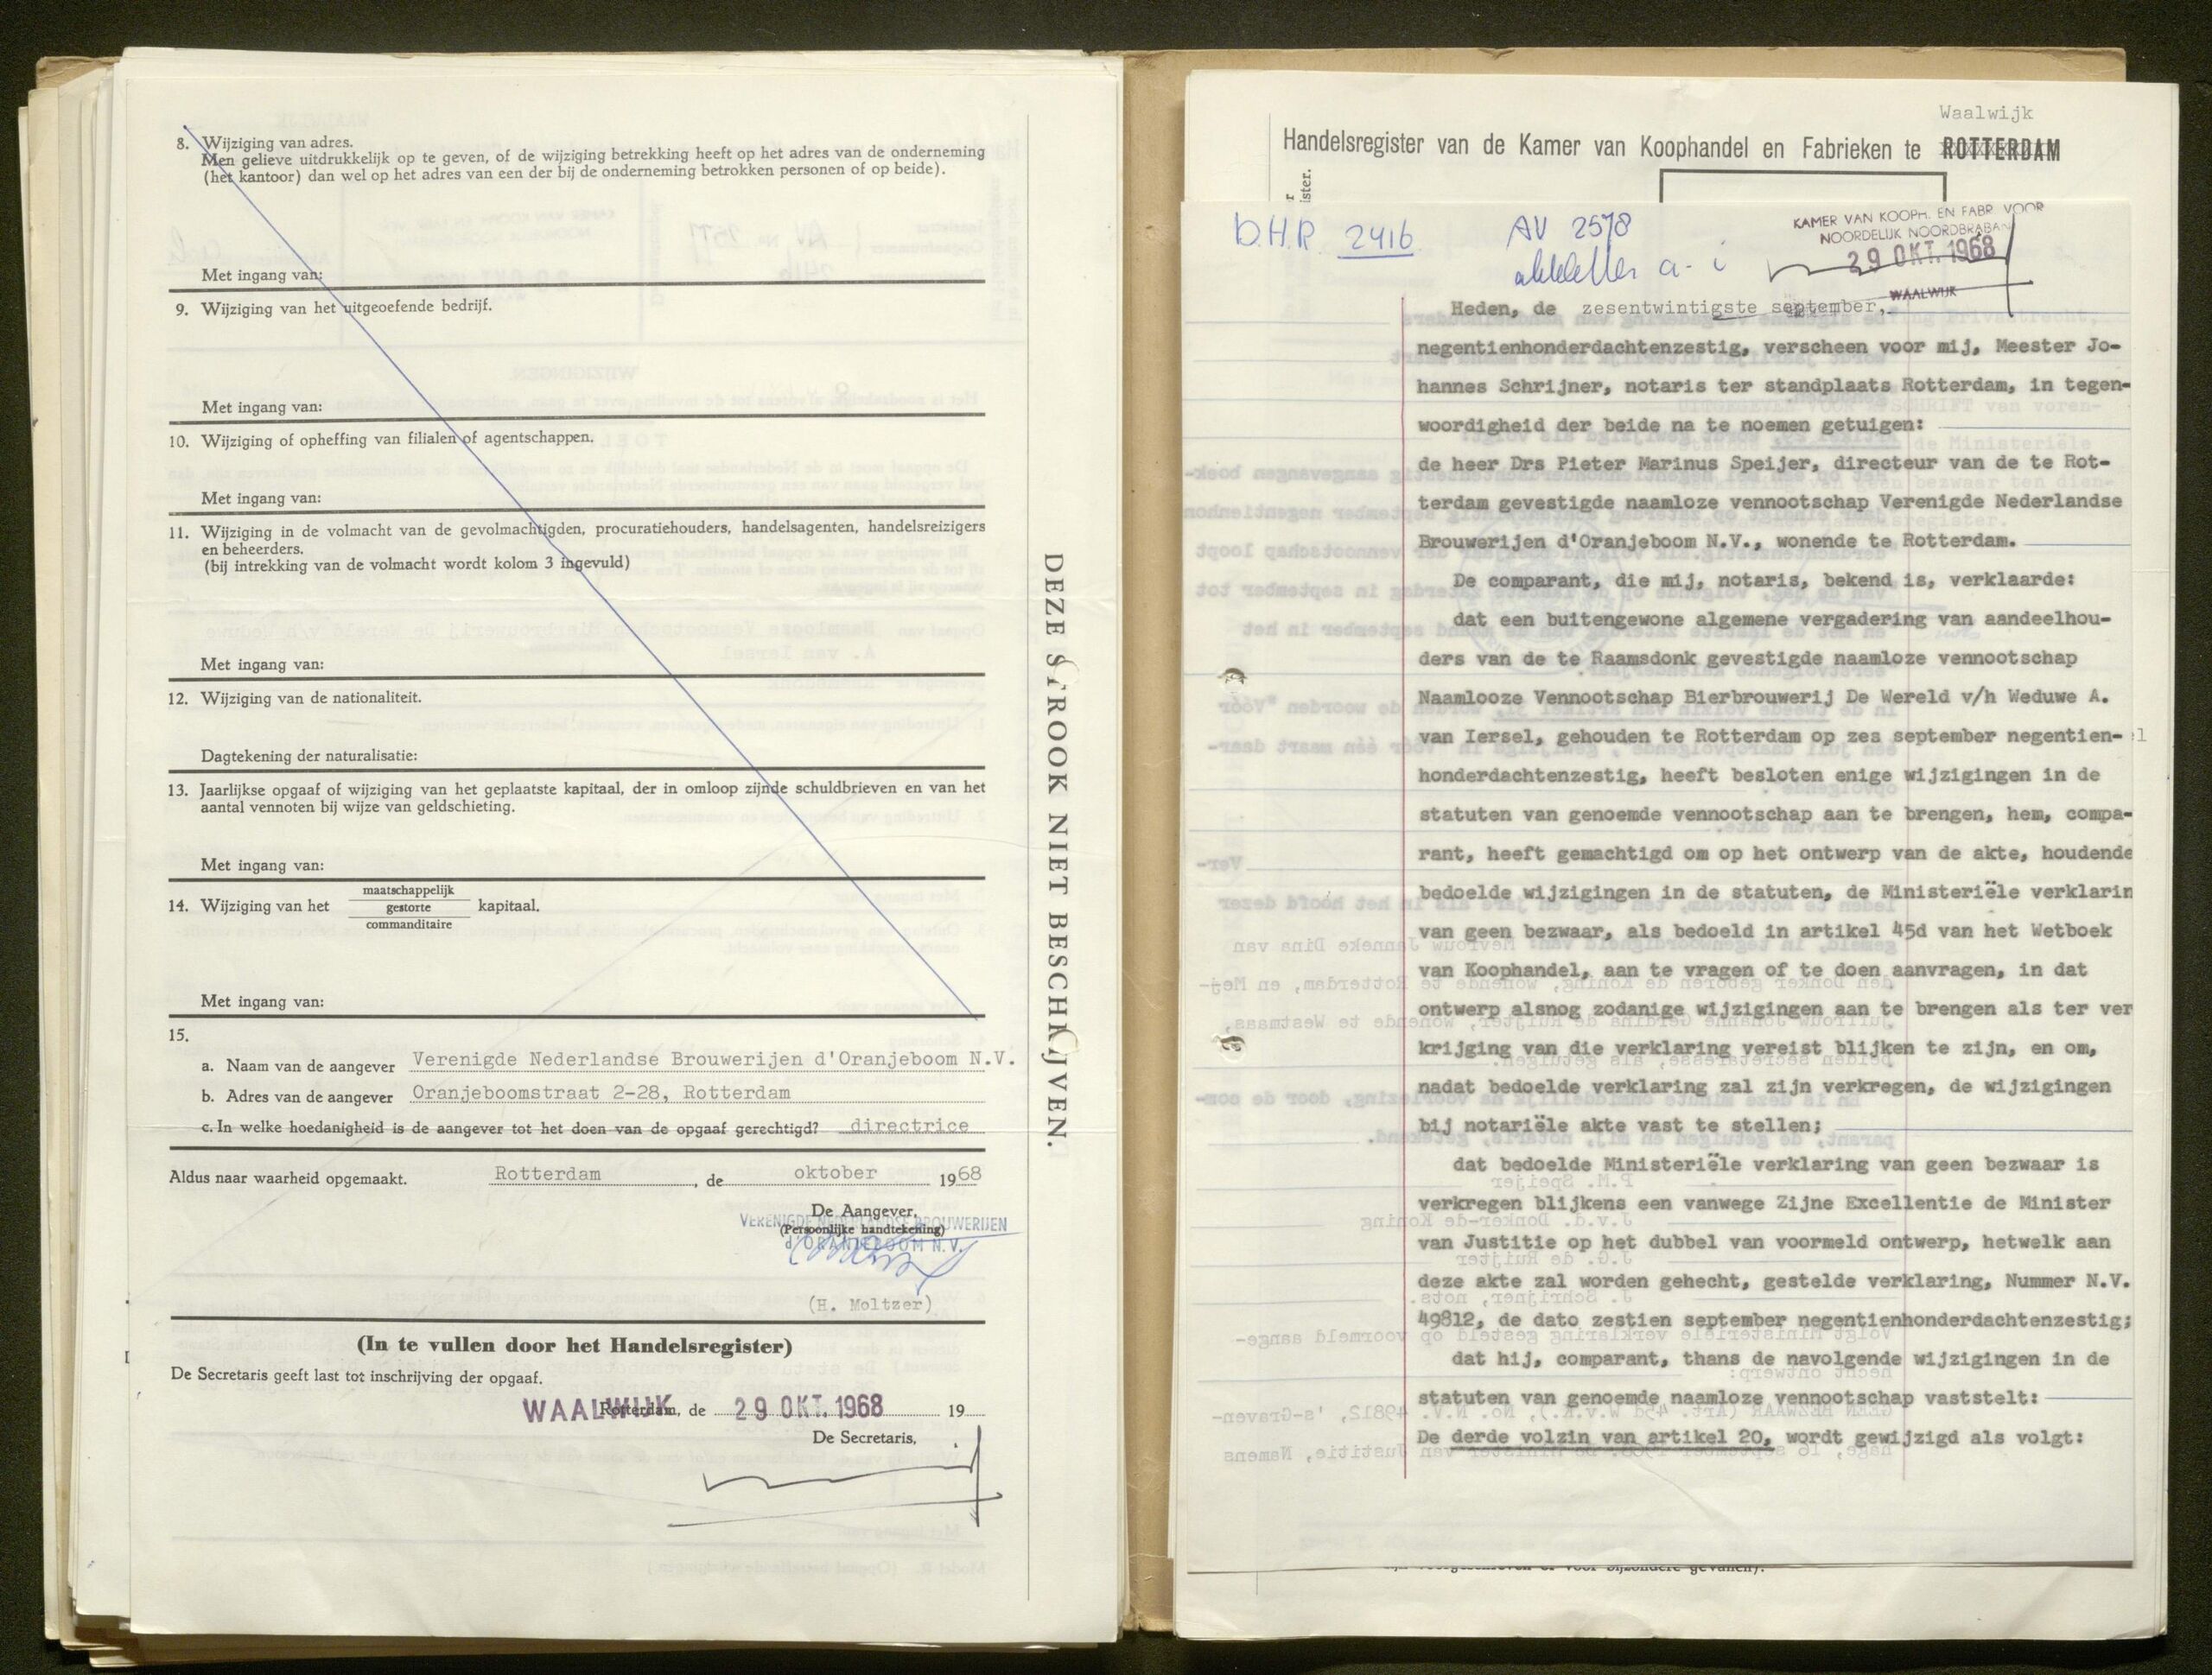 8. Wijziging van adres.
Men gelieve uitdrukkelijk op te geven, of de wijziging betrekking heeft op het adres van de onderneming
(het kantoor) dan wel op het adres van een der bij de onderneming betrokken personen of op beide).
Met ingang van:
9. Wijziging van het uitgeoefende bedrijf.
Met ingang van:
10. Wijziging of opheffing van filialen of agentschappen.
Met ingang van:
11. Wijziging in de volmacht van de gevolmachtigden, procuratiehouders, handelsagenten, handelsreizigers
en beheerders.
(bij intrekking van de volmacht wordt kolom 3 ingevuld)
Met ingang van:
12. Wijziging van de nationaliteit.
Dagtekening der naturalisatie:
13. Jaarlijkse opgaaf of wijziging van het geplaatste kapitaal, der in omloop zijnde schuldbrieven en van het
aantal vennoten bij wijze van geldschieting.
Met ingang van:
maatschappelijk
14. Wijziging van het gestorte kapitaal.
commanditaire
Met ingang van:
15.
a. Naam van de aangever Verenigde Nederlandse Brouwerijen d'Oranjeboom N.V.
b. Adres van de aangever Oranjeboomstraat 2-28, Rotterdam
c. In welke hoedanigheid is de aangever tot het doen van de opgaaf gerechtigd? directrice
Aldus naar waarheid opgemaakt. Rotterdam, de oktober 1968
De Aangever,
VERENIGDE NEDERLANDSE BROUWERIJEN
(Persoonlijke handtekening)
d'ORANJEBOOM N.V.
(H. Moltzer)
(In te vullen door het Handelsregister)
De Secretaris geeft last tot inschrijving der opgaaf.
WAALWIJK Rotterdam, de 29 OKT. 1968 19
De Secretaris,
DEZE STROOK NIET BESCHRIJVEN.
Waalwijk
Handelsregister van de Kamer van Koophandel en Fabrieken te ROTTERDAM
ster.
D.H.R. 2416
AV 2578
a - i
KAMER VAN KOOPH. EN FABR. VOOR
NOORDELIJK NOORDBRABANT
29 OKT. 1968
WAALWIJK
Heden, de zesentwintigste september,
negentienhonderdachtenzestig, verscheen voor mij, Meester Jo-
hannes Schrijner, notaris ter standplaats Rotterdam, in tegen-
woordigheid der beide na te noemen getuigen:
de heer Drs Pieter Marinus Speijer, directeur van de te Rot-
terdam gevestigde naamloze vennootschap Verenigde Nederlandse
Brouwerijen d'Oranjeboom N.V., wonende te Rotterdam.
De comparant, die mij, notaris, bekend is, verklaarde:
dat een buitengewone algemene vergadering van aandeelhou-
ders van de te Raamsdonk gevestigde naamloze vennootschap
Naamlooze Vennootschap Bierbrouwerij De Wereld v/h Weduwe A.
van Iersel, gehouden te Rotterdam op zes september negentien-
honderdachtenzestig, heeft besloten enige wijzigingen in de
statuten van genoemde vennootschap aan te brengen, hem, compa-
rant, heeft gemachtigd om op het ontwerp van de akte, houdende
bedoelde wijzigingen in de statuten, de Ministeriële verklarin
van geen bezwaar, als bedoeld in artikel 45d van het Wetboek
van Koophandel, aan te vragen of te doen aanvragen, in dat
ontwerp alsnog zodanige wijzigingen aan te brengen als ter ver
krijging van die verklaring vereist blijken te zijn, en om,
nadat bedoelde verklaring zal zijn verkregen, de wijzigingen
bij notariële akte vast te stellen;
dat bedoelde Ministeriële verklaring van geen bezwaar is
verkregen blijkens een vanwege Zijne Excellentie de Minister
van Justitie op het dubbel van voormeld ontwerp, hetwelk aan
deze akte zal worden gehecht, gestelde verklaring, Nummer N.V.
49812, de dato zestien september negentienhonderdachtenzestig;
dat hij, comparant, thans de navolgende wijzigingen in de
statuten van genoemde naamloze vennootschap vaststelt:
De derde volzin van artikel 20, wordt gewijzigd als volgt: